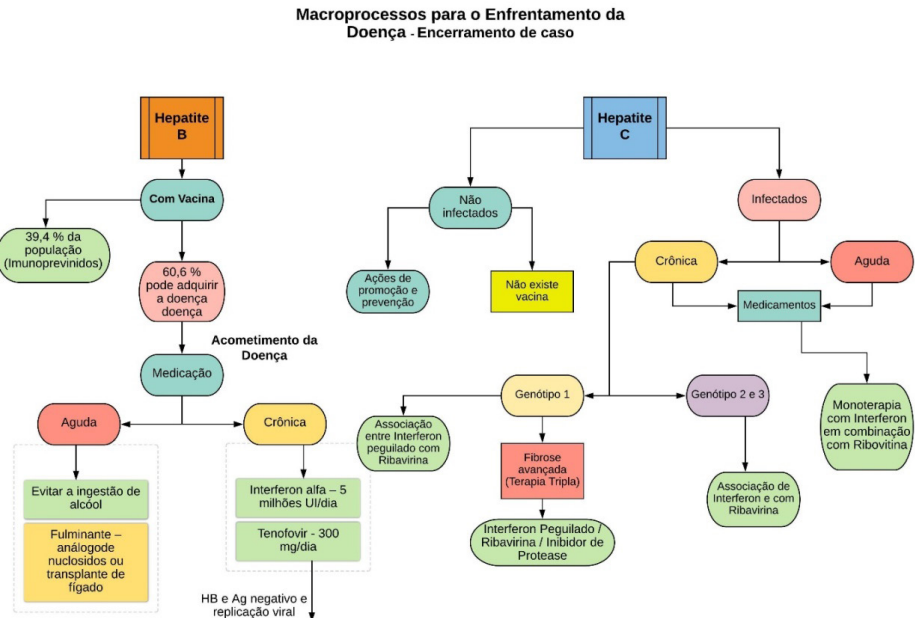 Macroprocessos para o Enfrentamento da
Doença - Encerramento de caso
Hepatite
B
Com Vacina
39,4 % da
população
(Imunoprevinidos)
60,6 %
pode adquirir
a doença
doença
Acometimento da
Doença
Medicação
Aguda
Crônica
Evitar a ingestão de
alcóol
Fulminante –
análogode
nuclosidos ou
transplante de
fígado
Interferon alfa – 5
milhões UI/dia
Tenofovir - 300
mg/dia
HB e Ag negativo e
replicação viral
Hepatite
C
Não
infectados
Ações de
promoção e
prevenção
Não existe
vacina
Infectados
Crônica
Aguda
Medicamentos
Genótipo 1
Genótipo 2 e 3
Associação
entre Interferon
peguilado com
Ribavirina
Fibrose
avançada
(Terapia Tripla)
Interferon Peguilado /
Ribavirina / Inibidor de
Protease
Associação de
Interferon e com
Ribavirina
Monoterapia
com Interferon
em combinação
com Ribovitina